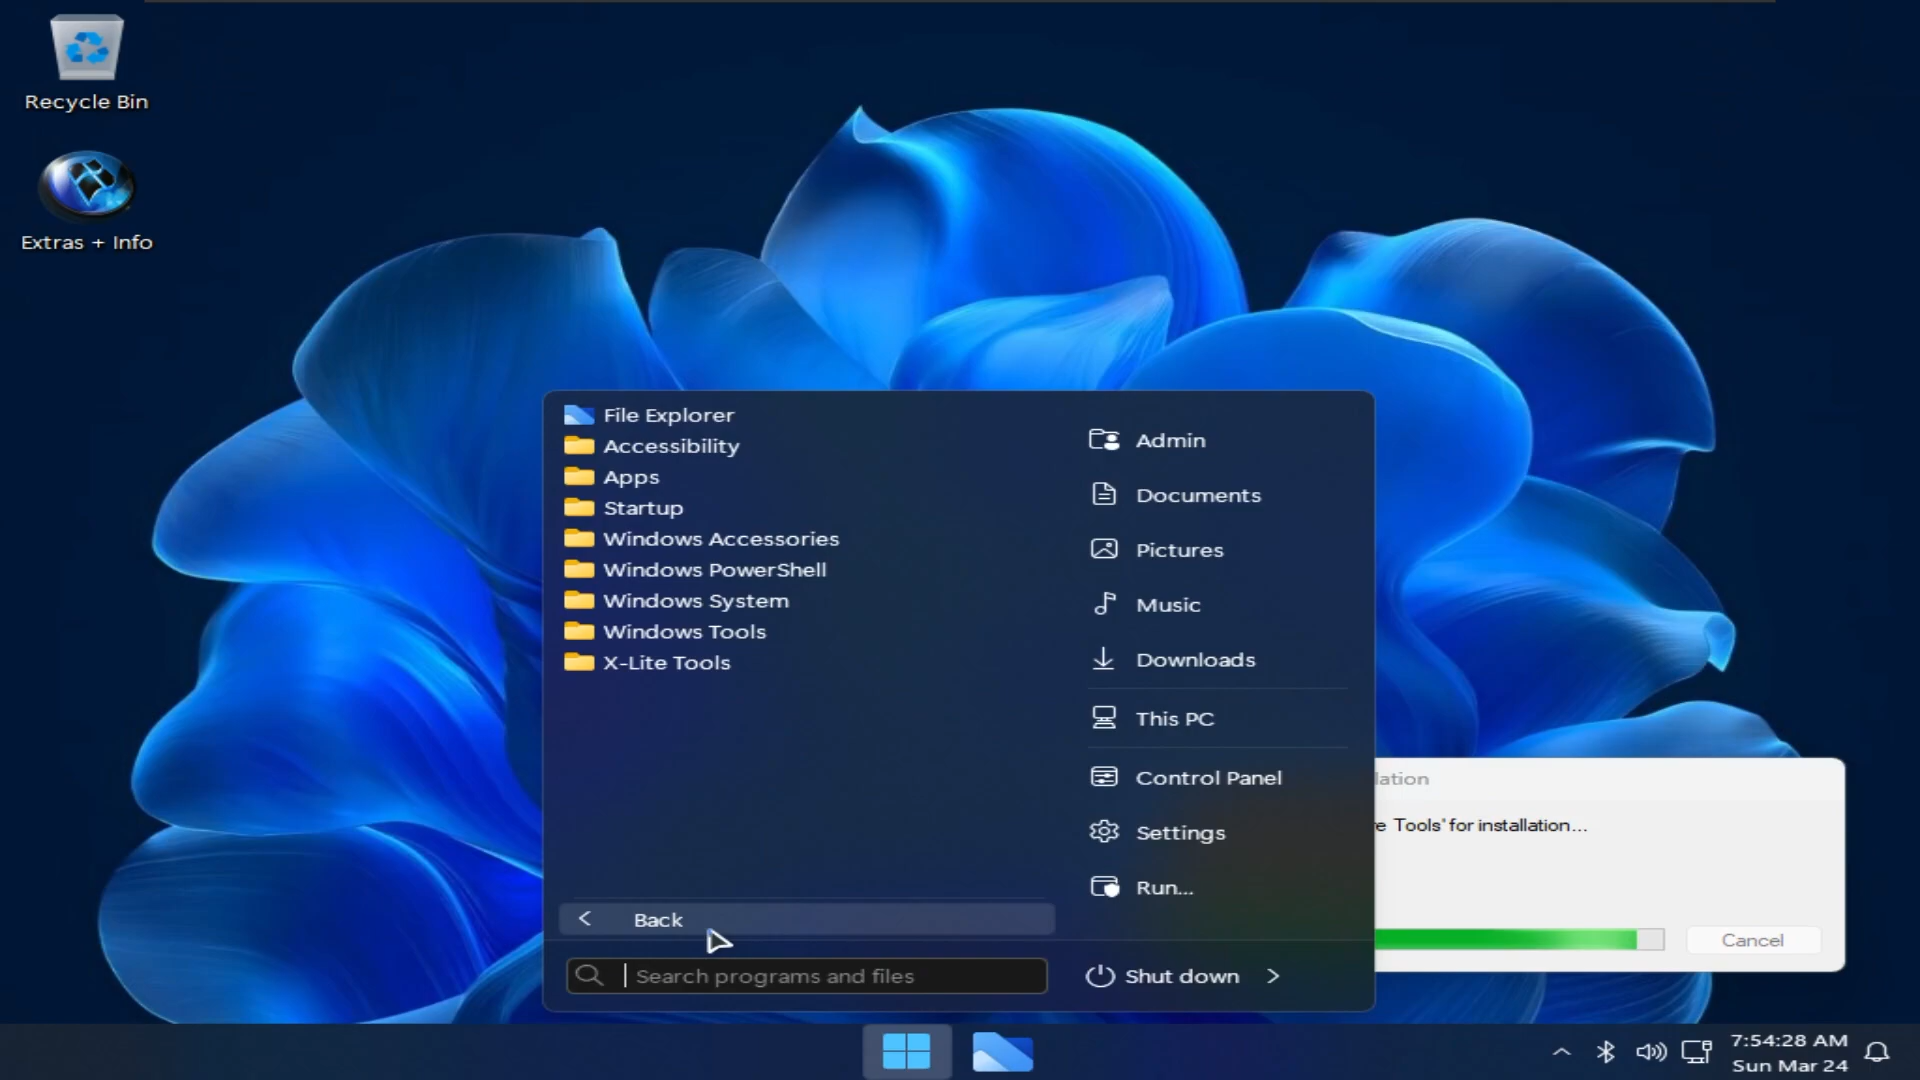 Recycle Bin
Extras + Info
File Explorer
Accessibility
Apps
Startup
Windows Accessories
Windows PowerShell
Windows System
Windows Tools
X-Lite Tools
Back
Search programs and files
Admin
Documents
Pictures
Music
Downloads
This PC
Control Panel
Settings
Run...
Shut down
lation
re Tools' for installation...
Cancel
7:54:28 AM
Sun Mar 24